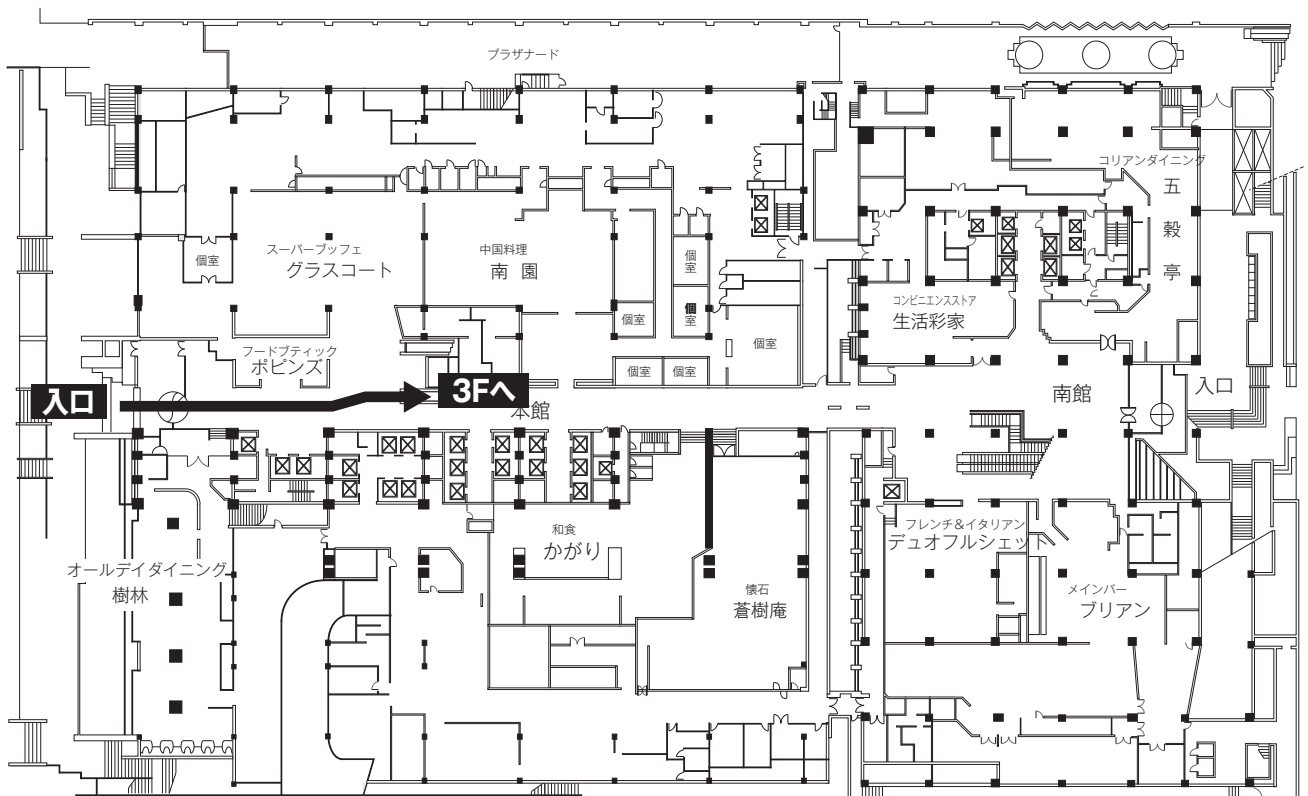 プラザナード
コリアンダイニング
五穀亭
スーパーブッフェ
グラスコート
中国料理
南園
個室
個室
個室
個室
個室
個室
個室
コンビニエンスストア
生活彩家
フードブティック
ポピンズ
入口
3Fへ
本館
南館
入口
和食
かがり
フレンチ&イタリアン
デュオフルシェット
オールデイダイニング
樹林
懐石
蒼樹庵
メインバー
ブリアン